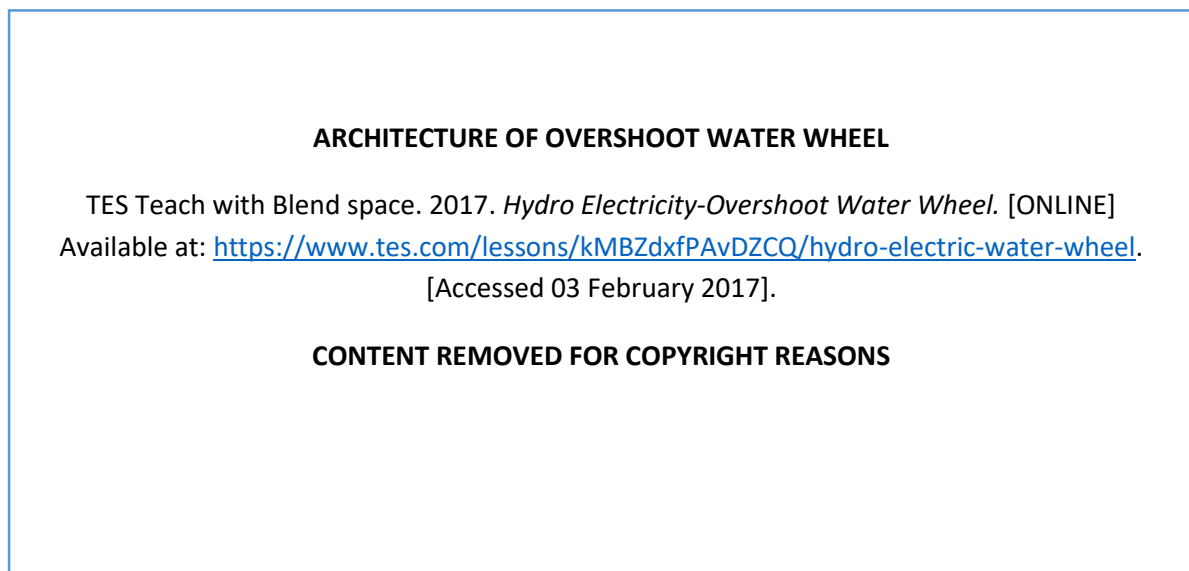 ARCHITECTURE OF OVERSHOOT WATER WHEEL
TES Teach with Blend space. 2017. Hydro Electricity-Overshoot Water Wheel. [ONLINE]
Available at: https://www.tes.com/lessons/kMBZdxfPAvDZCQ/hydro-electric-water-wheel.
[Accessed 03 February 2017].
CONTENT REMOVED FOR COPYRIGHT REASONS